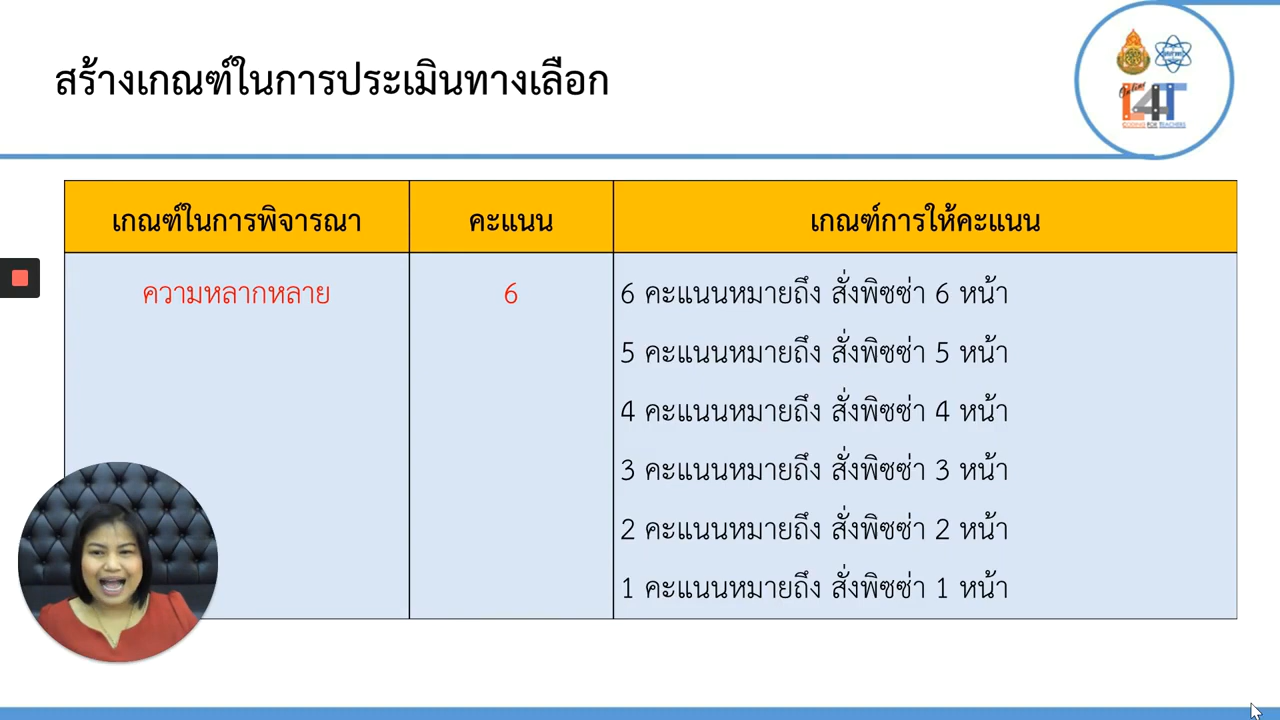 สร้างเกณฑ์ในการประเมินทางเลือก
Online
C4T
CODING FOR TEACHERS
เกณฑ์ในการพิจารณา คะแนน เกณฑ์การให้คะแนน
ความหลากหลาย 6 6 คะแนนหมายถึง สั่งพิซซ่า 6 หน้า
5 คะแนนหมายถึง สั่งพิซซ่า 5 หน้า
4 คะแนนหมายถึง สั่งพิซซ่า 4 หน้า
3 คะแนนหมายถึง สั่งพิซซ่า 3 หน้า
2 คะแนนหมายถึง สั่งพิซซ่า 2 หน้า
1 คะแนนหมายถึง สั่งพิซซ่า 1 หน้า